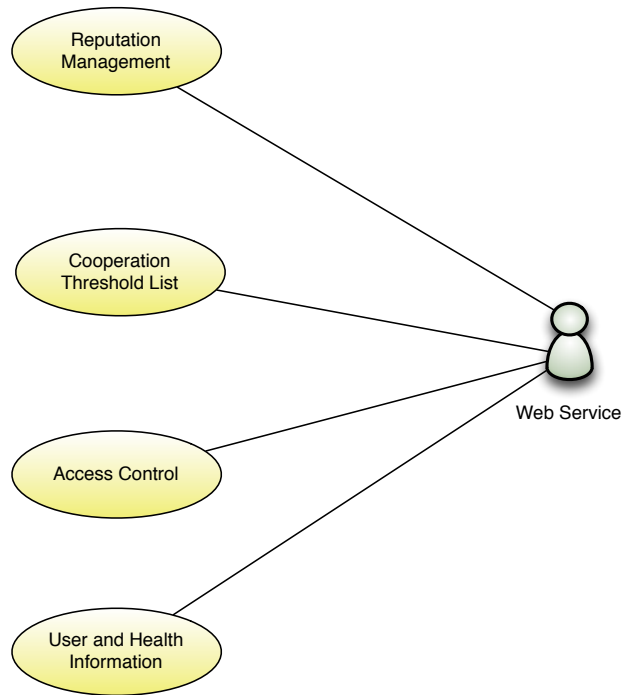 Reputation
Management
Cooperation
Threshold List
Web Service
Access Control
User and Health
Information